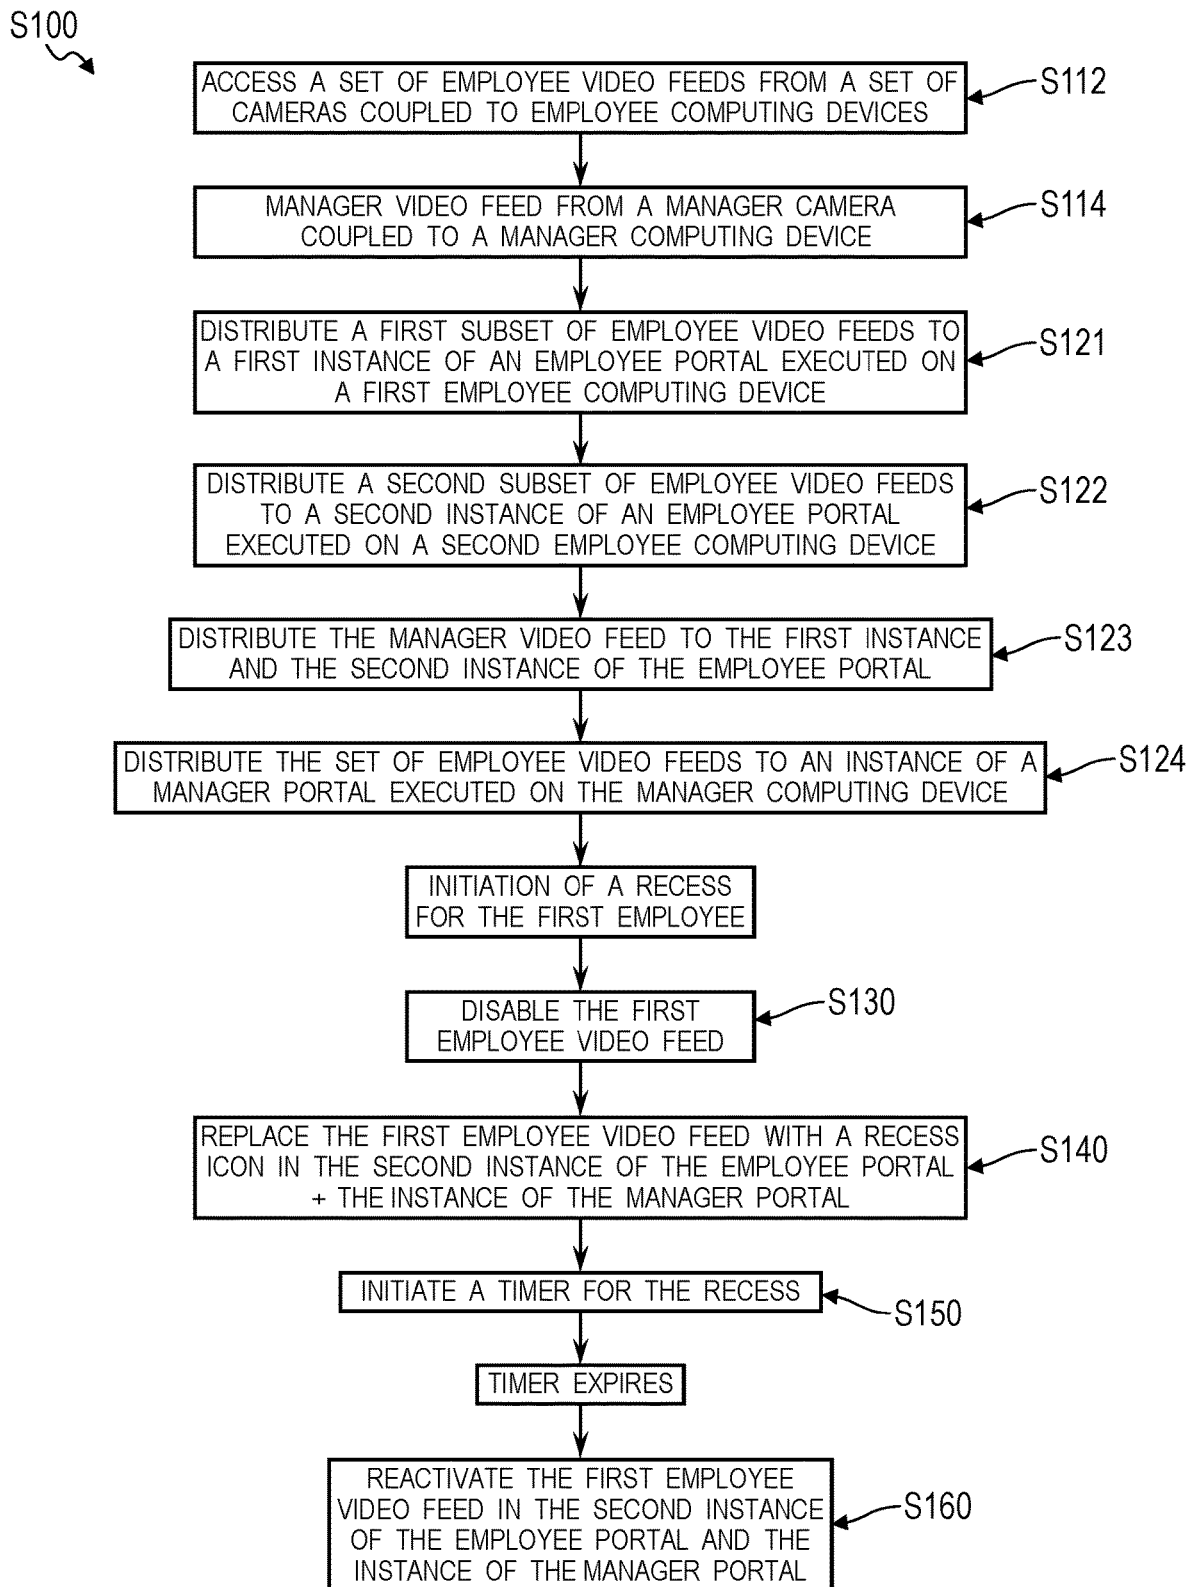 S100
ACCESS A SET OF EMPLOYEE VIDEO FEEDS FROM A SET OF
CAMERAS COUPLED TO EMPLOYEE COMPUTING DEVICES
S112
MANAGER VIDEO FEED FROM A MANAGER CAMERA
COUPLED TO A MANAGER COMPUTING DEVICE
S114
DISTRIBUTE A FIRST SUBSET OF EMPLOYEE VIDEO FEEDS TO
A FIRST INSTANCE OF AN EMPLOYEE PORTAL EXECUTED ON
A FIRST EMPLOYEE COMPUTING DEVICE
S121
DISTRIBUTE A SECOND SUBSET OF EMPLOYEE VIDEO FEEDS
TO A SECOND INSTANCE OF AN EMPLOYEE PORTAL
EXECUTED ON A SECOND EMPLOYEE COMPUTING DEVICE
S122
DISTRIBUTE THE MANAGER VIDEO FEED TO THE FIRST INSTANCE
AND THE SECOND INSTANCE OF THE EMPLOYEE PORTAL
S123
DISTRIBUTE THE SET OF EMPLOYEE VIDEO FEEDS TO AN INSTANCE OF A
MANAGER PORTAL EXECUTED ON THE MANAGER COMPUTING DEVICE
S124
INITIATION OF A RECESS
FOR THE FIRST EMPLOYEE
DISABLE THE FIRST
EMPLOYEE VIDEO FEED
S130
REPLACE THE FIRST EMPLOYEE VIDEO FEED WITH A RECESS
ICON IN THE SECOND INSTANCE OF THE EMPLOYEE PORTAL
+ THE INSTANCE OF THE MANAGER PORTAL
S140
INITIATE A TIMER FOR THE RECESS
S150
TIMER EXPIRES
REACTIVATE THE FIRST EMPLOYEE
VIDEO FEED IN THE SECOND INSTANCE
OF THE EMPLOYEE PORTAL AND THE
INSTANCE OF THE MANAGER PORTAL
S160